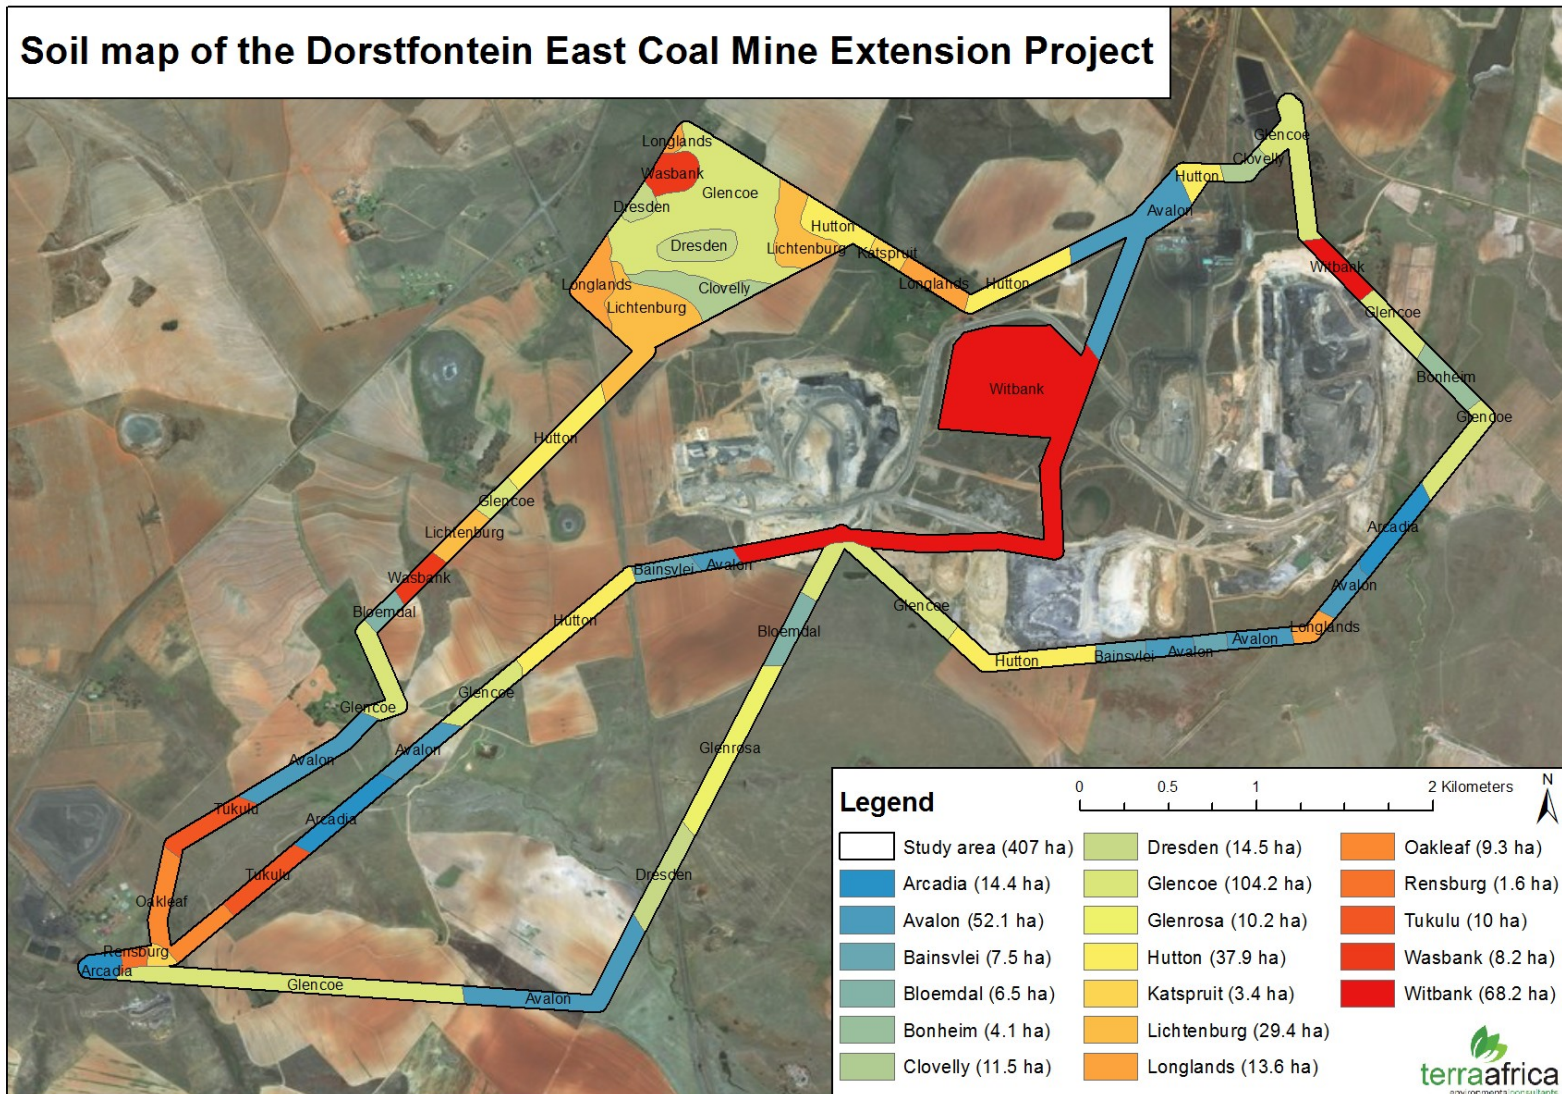 Soil map of the Dorstfontein East Coal Mine Extension Project
Longlands
Wasbank
Glencoe
Dresden
Dresden
Hutton
Lichtenburg
Katspruit
Longlands
Clovelly
Lichtenburg
Longlands
Hutton
Avalon
Hutton
Clovelly
Glencoe
Witbank
Glencoe
Bonheim
Glencoe
Witbank
Arcadia
Avalon
Longlands
Avalon
Avalon
Bainsvlei
Hutton
Glencoe
Hutton
Glencoe
Lichtenburg
Wasbank
Bloemdal
Glencoe
Avalon
Tukulu
Oakleaf
Rensburg
Arcadia
Bainsvlei
Avalon
Hutton
Glencoe
Avalon
Arcadia
Tukulu
Bloemdal
Glenrosa
Dresden
Glencoe
Avalon
Legend
0 0.5 1 2 Kilometers
N
Study area (407 ha)
Arcadia (14.4 ha)
Avalon (52.1 ha)
Bainsvlei (7.5 ha)
Bloemdal (6.5 ha)
Bonheim (4.1 ha)
Clovelly (11.5 ha)
Dresden (14.5 ha)
Glencoe (104.2 ha)
Glenrosa (10.2 ha)
Hutton (37.9 ha)
Katspruit (3.4 ha)
Lichtenburg (29.4 ha)
Longlands (13.6 ha)
Oakleaf (9.3 ha)
Rensburg (1.6 ha)
Tukulu (10 ha)
Wasbank (8.2 ha)
Witbank (68.2 ha)
terraafrica
environmental consultants